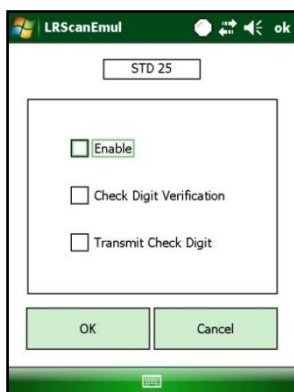 LRScanEmul ok
STD 25
Enable
Check Digit Verification
Transmit Check Digit
OK Cancel